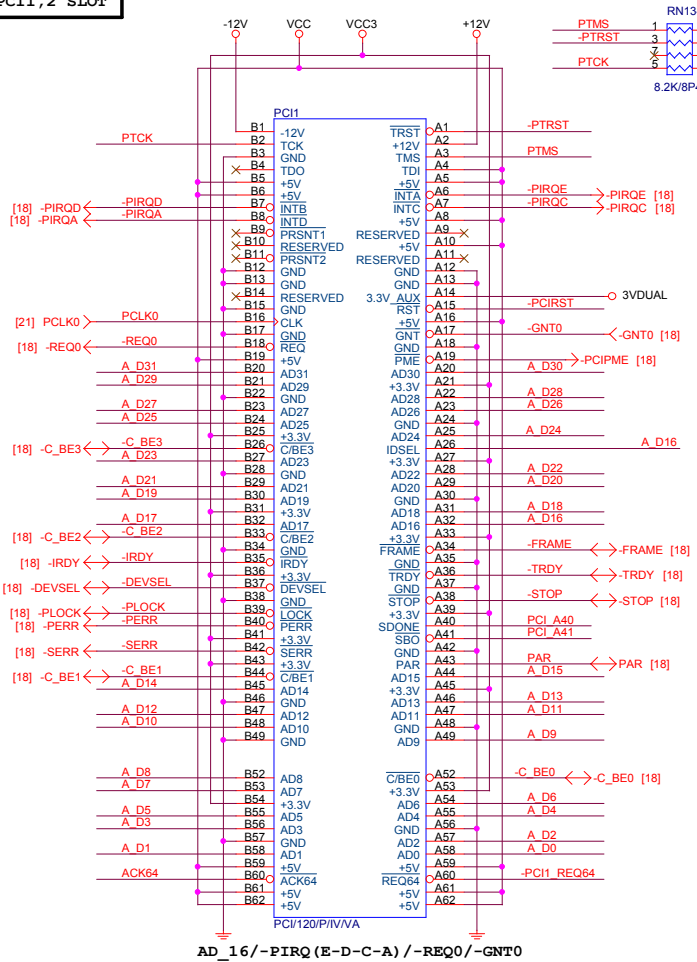 PCI1,2 SLOT
-12V VCC VCC3 +12V
RN13
PTMS 1
-PTRST 3
7
PTCK 5
8.2K/8P4
PCI1
B1 -12V TRST A1 -PTRST
PTCK B2 TCK +12V A2
B3 GND TMS A3 PTMS
B4 TDO TDI A4
B5 +5V +5V A5
B6 +5V INTA A6 -PIRQE -PIRQE [18]
[18] -PIRQD -PIRQD B7 INTB INTC A7 -PIRQC -PIRQC [18]
[18] -PIRQA -PIRQA B8 INTD +5V A8
B9 PRSNT1 RESERVED A9
B10 RESERVED +5V A10
B11 PRSNT2 RESERVED A11
B12 GND GND A12
B13 GND GND A13
B14 RESERVED 3.3V_AUX A14 3VDUAL
B15 GND RST A15 -PCIRST
[21] PCLK0 PCLK0 B16 CLK +5V A16
B17 GND GNT A17 -GNT0 -GNT0 [18]
[18] -REQ0 -REQ0 B18 REQ GND A18
B19 +5V PME A19 -PCIPME [18]
A_D31 B20 AD31 AD30 A20 A_D30
A_D29 B21 AD29 +3.3V A21
B22 GND AD28 A22 A_D28
A_D27 B23 AD27 AD26 A23 A_D26
A_D25 B24 AD25 GND A24
B25 +3.3V AD24 A25 A_D24
[18] -C_BE3 -C_BE3 B26 C/BE3 IDSEL A26 A_D16
A_D23 B27 AD23 +3.3V A27
B28 GND AD22 A28 A_D22
A_D21 B29 AD21 AD20 A29 A_D20
A_D19 B30 AD19 GND A30
B31 +3.3V AD18 A31 A_D18
A_D17 B32 AD17 AD16 A32 A_D16
[18] -C_BE2 -C_BE2 B33 C/BE2 +3.3V A33
B34 GND FRAME A34 -FRAME -FRAME [18]
[18] -IRDY -IRDY B35 IRDY GND A35
B36 +3.3V TRDY A36 -TRDY -TRDY [18]
[18] -DEVSEL -DEVSEL B37 DEVSEL GND A37
B38 GND STOP A38 -STOP -STOP [18]
[18] -PLOCK -PLOCK B39 LOCK +3.3V A39
[18] -PERR -PERR B40 PERR SDONE A40 PCI_A40
B41 +3.3V SBO A41 PCI_A41
[18] -SERR -SERR B42 SERR GND A42
B43 +3.3V PAR A43 PAR PAR [18]
[18] -C_BE1 -C_BE1 B44 C/BE1 AD15 A44 A_D15
A_D14 B45 AD14 +3.3V A45
B46 GND AD13 A46 A_D13
A_D12 B47 AD12 AD11 A47 A_D11
A_D10 B48 AD10 GND A48
B49 GND AD9 A49 A_D9
A_D8 B52 AD8 C/BE0 A52 -C_BE0 -C_BE0 [18]
A_D7 B53 AD7 +3.3V A53
B54 +3.3V AD6 A54 A_D6
A_D5 B55 AD5 AD4 A55 A_D4
A_D3 B56 AD3 GND A56
B57 GND AD2 A57 A_D2
A_D1 B58 AD1 AD0 A58 A_D0
B59 +5V +5V A59
ACK64 B60 ACK64 REQ64 A60 -PCI1_REQ64
B61 +5V +5V A61
B62 +5V +5V A62
PCI/120/P/IV/VA
AD_16/-PIRQ(E-D-C-A)/-REQ0/-GNT0